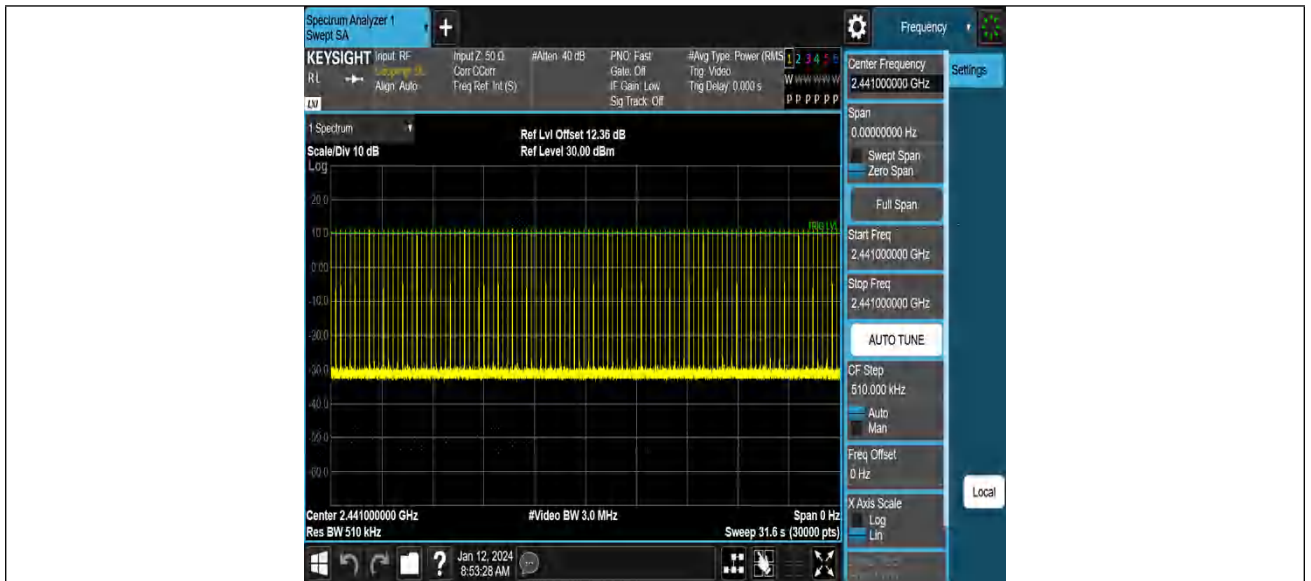 Spectrum Analyzer 1
Swept SA
+
Frequency
KEYSIGHT
Input: RF
Align: Auto
RL
LXI
Input Z: 50 Ω
Corr CCorr
Freq Ref: Int (S)
#Atten: 40 dB
PNO: Fast
Gate: Off
IF Gain: Low
Sig Track: Off
#Avg Type: Power (RMS
Trig: Video
Trig Delay: 0.000 s
1 2 3 4 5 6
W W W W W W
P P P P P P
1 Spectrum
Scale/Div 10 dB
Log
Ref Lvl Offset 12.36 dB
Ref Level 30.00 dBm
20.0
10.0
TRIG LVL
0.00
-10.0
-20.0
-30.0
-40.0
-50.0
-60.0
Center 2.441000000 GHz
Res BW 510 kHz
#Video BW 3.0 MHz
Span 0 Hz
Sweep 31.6 s (30000 pts)
Center Frequency
2.441000000 GHz
Settings
Span
0.00000000 Hz
Swept Span
Zero Span
Full Span
Start Freq
2.441000000 GHz
Stop Freq
2.441000000 GHz
AUTO TUNE
CF Step
510.000 kHz
Auto
Man
Freq Offset
0 Hz
X Axis Scale
Log
Lin
Local
?
Jan 12, 2024
8:53:28 AM